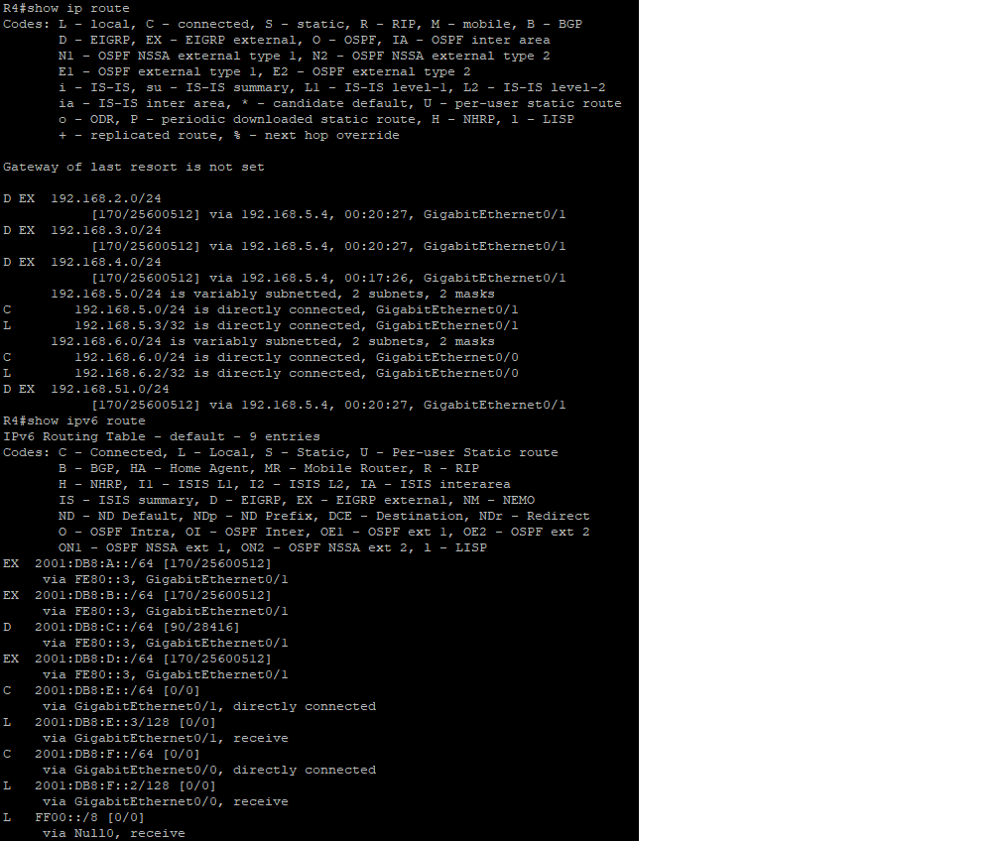 R4#show ip route
Codes: L - local, C - connected, S - static, R - RIP, M - mobile, B - BGP
       D - EIGRP, EX - EIGRP external, O - OSPF, IA - OSPF inter area
       N1 - OSPF NSSA external type 1, N2 - OSPF NSSA external type 2
       E1 - OSPF external type 1, E2 - OSPF external type 2
       i - IS-IS, su - IS-IS summary, L1 - IS-IS level-1, L2 - IS-IS level-2
       ia - IS-IS inter area, * - candidate default, U - per-user static route
       o - ODR, P - periodic downloaded static route, H - NHRP, l - LISP
       + - replicated route, % - next hop override

Gateway of last resort is not set

D EX  192.168.2.0/24
           [170/25600512] via 192.168.5.4, 00:20:27, GigabitEthernet0/1
D EX  192.168.3.0/24
           [170/25600512] via 192.168.5.4, 00:20:27, GigabitEthernet0/1
D EX  192.168.4.0/24
           [170/25600512] via 192.168.5.4, 00:17:26, GigabitEthernet0/1
      192.168.5.0/24 is variably subnetted, 2 subnets, 2 masks
C        192.168.5.0/24 is directly connected, GigabitEthernet0/1
L        192.168.5.3/32 is directly connected, GigabitEthernet0/1
      192.168.6.0/24 is variably subnetted, 2 subnets, 2 masks
C        192.168.6.0/24 is directly connected, GigabitEthernet0/0
L        192.168.6.2/32 is directly connected, GigabitEthernet0/0
D EX  192.168.51.0/24
           [170/25600512] via 192.168.5.4, 00:20:27, GigabitEthernet0/1
R4#show ipv6 route
IPv6 Routing Table - default - 9 entries
Codes: C - Connected, L - Local, S - Static, U - Per-user Static route
       B - BGP, HA - Home Agent, MR - Mobile Router, R - RIP
       H - NHRP, I1 - ISIS L1, I2 - ISIS L2, IA - ISIS interarea
       IS - ISIS summary, D - EIGRP, EX - EIGRP external, NM - NEMO
       ND - ND Default, NDp - ND Prefix, DCE - Destination, NDr - Redirect
       O - OSPF Intra, OI - OSPF Inter, OE1 - OSPF ext 1, OE2 - OSPF ext 2
       ON1 - OSPF NSSA ext 1, ON2 - OSPF NSSA ext 2, l - LISP
EX  2001:DB8:A::/64 [170/25600512]
     via FE80::3, GigabitEthernet0/1
EX  2001:DB8:B::/64 [170/25600512]
     via FE80::3, GigabitEthernet0/1
D   2001:DB8:C::/64 [90/28416]
     via FE80::3, GigabitEthernet0/1
EX  2001:DB8:D::/64 [170/25600512]
     via FE80::3, GigabitEthernet0/1
C   2001:DB8:E::/64 [0/0]
     via GigabitEthernet0/1, directly connected
L   2001:DB8:E::3/128 [0/0]
     via GigabitEthernet0/1, receive
C   2001:DB8:F::/64 [0/0]
     via GigabitEthernet0/0, directly connected
L   2001:DB8:F::2/128 [0/0]
     via GigabitEthernet0/0, receive
L   FF00::/8 [0/0]
     via Null0, receive